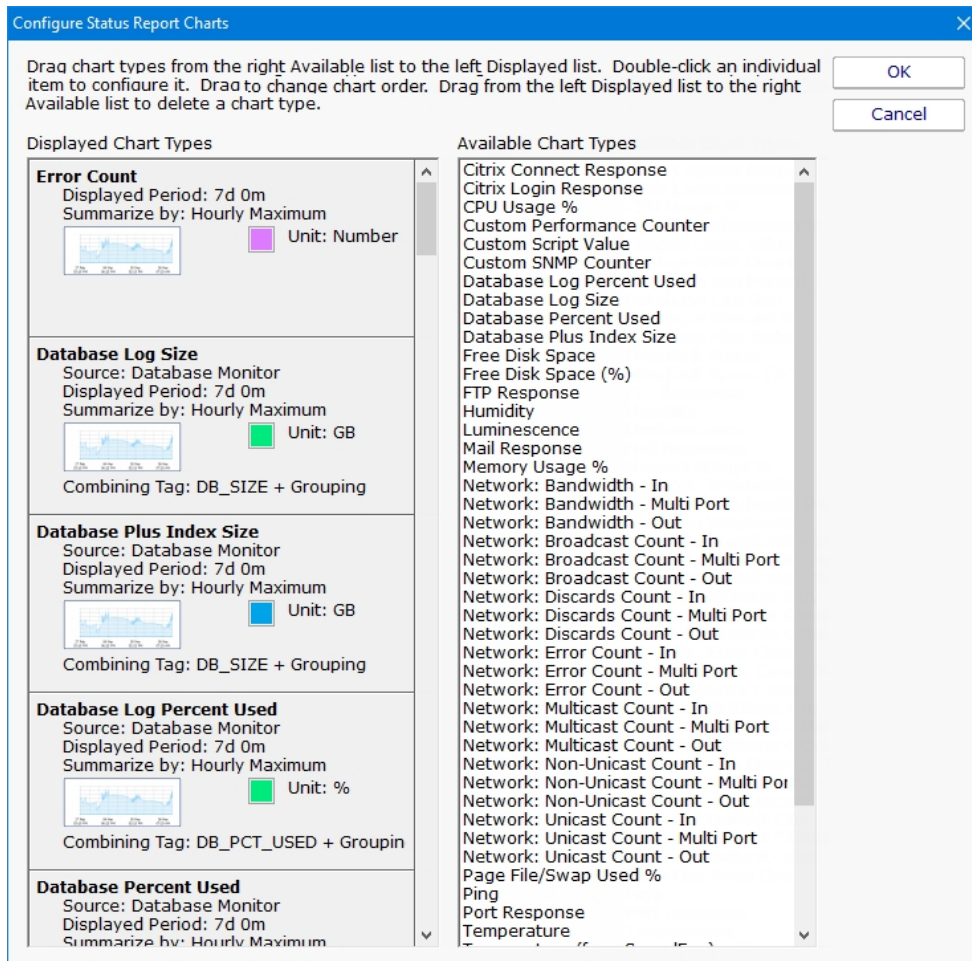 Configure Status Report Charts
Drag chart types from the right Available list to the left Displayed list. Double-click an individual
item to configure it. Drag to change chart order. Drag from the left Displayed list to the right
Available list to delete a chart type.
OK
Cancel
Displayed Chart Types
Error Count
Displayed Period: 7d 0m
Summarize by: Hourly Maximum
Unit: Number
Database Log Size
Source: Database Monitor
Displayed Period: 7d 0m
Summarize by: Hourly Maximum
Unit: GB
Combining Tag: DB_SIZE + Grouping
Database Plus Index Size
Source: Database Monitor
Displayed Period: 7d 0m
Summarize by: Hourly Maximum
Unit: GB
Combining Tag: DB_SIZE + Grouping
Database Log Percent Used
Source: Database Monitor
Displayed Period: 7d 0m
Summarize by: Hourly Maximum
Unit: %
Combining Tag: DB_PCT_USED + Groupin
Database Percent Used
Source: Database Monitor
Displayed Period: 7d 0m
Summarize by: Hourly Maximum
Available Chart Types
Citrix Connect Response
Citrix Login Response
CPU Usage %
Custom Performance Counter
Custom Script Value
Custom SNMP Counter
Database Log Percent Used
Database Log Size
Database Percent Used
Database Plus Index Size
Free Disk Space
Free Disk Space (%)
FTP Response
Humidity
Luminescence
Mail Response
Memory Usage %
Network: Bandwidth - In
Network: Bandwidth - Multi Port
Network: Bandwidth - Out
Network: Broadcast Count - In
Network: Broadcast Count - Multi Port
Network: Broadcast Count - Out
Network: Discards Count - In
Network: Discards Count - Multi Port
Network: Discards Count - Out
Network: Error Count - In
Network: Error Count - Multi Port
Network: Error Count - Out
Network: Multicast Count - In
Network: Multicast Count - Multi Port
Network: Multicast Count - Out
Network: Non-Unicast Count - In
Network: Non-Unicast Count - Multi Por
Network: Non-Unicast Count - Out
Network: Unicast Count - In
Network: Unicast Count - Multi Port
Network: Unicast Count - Out
Page File/Swap Used %
Ping
Port Response
Temperature